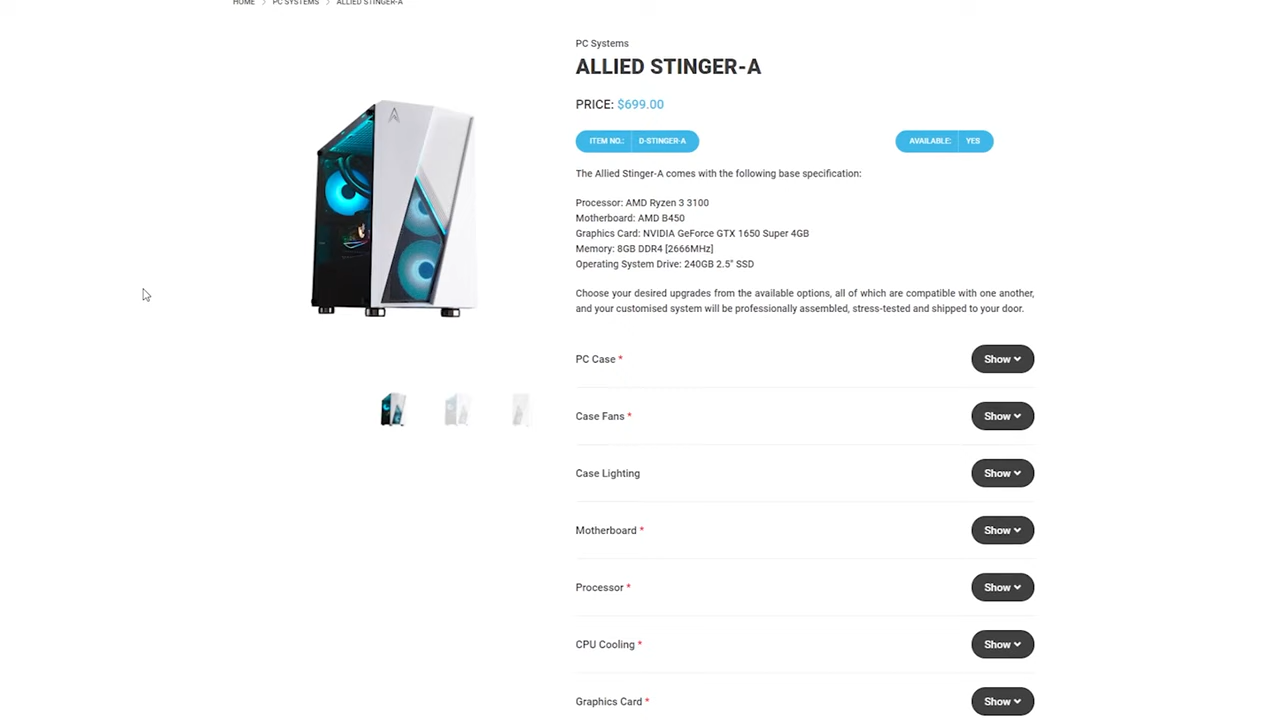 HOME > PC SYSTEMS > ALLIED STINGER-A
PC Systems
ALLIED STINGER-A
PRICE: $699.00
ITEM NO.: D-STINGER-A
AVAILABLE: YES
The Allied Stinger-A comes with the following base specification:
Processor: AMD Ryzen 3 3100
Motherboard: AMD B450
Graphics Card: NVIDIA GeForce GTX 1650 Super 4GB
Memory: 8GB DDR4 [2666MHz]
Operating System Drive: 240GB 2.5" SSD
Choose your desired upgrades from the available options, all of which are compatible with one another,
and your customised system will be professionally assembled, stress-tested and shipped to your door.
PC Case * Show
Case Fans * Show
Case Lighting Show
Motherboard * Show
Processor * Show
CPU Cooling * Show
Graphics Card * Show